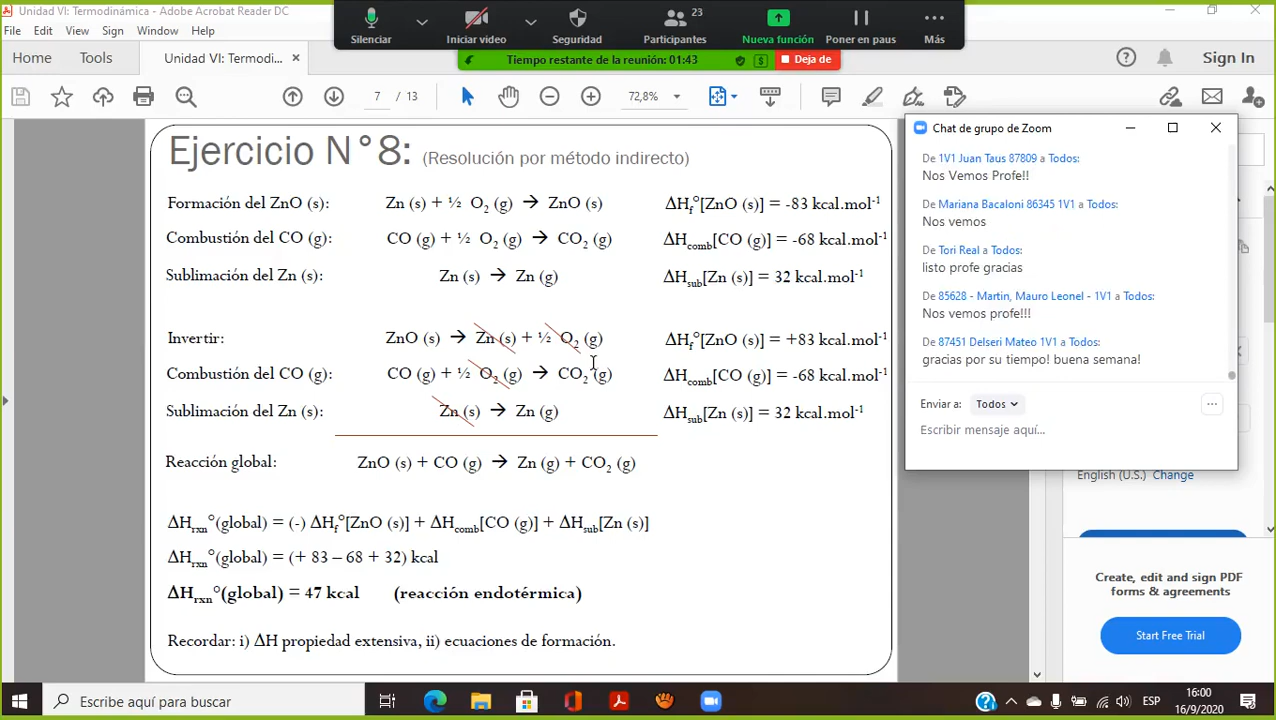 Unidad VI: Termodinámica - Adobe Acrobat Reader DC
File Edit View Sign Window Help
Silenciar
Iniciar video
Seguridad
23
Participantes
Nueva función
Poner en paus
Más
Tiempo restante de la reunión: 01:43
$
Deja de
Home Tools Unidad VI: Termodi... ×
? Sign In
7 / 13
72,8%
Ejercicio N°8: (Resolución por método indirecto)
Formación del ZnO (s): Zn (s) + ½ O₂ (g) → ZnO (s) ΔHf°[ZnO (s)] = -83 kcal.mol⁻¹
Combustión del CO (g): CO (g) + ½ O₂ (g) → CO₂ (g) ΔHcomb[CO (g)] = -68 kcal.mol⁻¹
Sublimación del Zn (s): Zn (s) → Zn (g) ΔHsub[Zn (s)] = 32 kcal.mol⁻¹
Invertir: ZnO (s) → Zn (s) + ½ O₂ (g) ΔHf°[ZnO (s)] = +83 kcal.mol⁻¹
Combustión del CO (g): CO (g) + ½ O₂ (g) → CO₂ (g) ΔHcomb[CO (g)] = -68 kcal.mol⁻¹
Sublimación del Zn (s): Zn (s) → Zn (g) ΔHsub[Zn (s)] = 32 kcal.mol⁻¹
Reacción global: ZnO (s) + CO (g) → Zn (g) + CO₂ (g)
ΔHrxn°(global) = (-) ΔHf°[ZnO (s)] + ΔHcomb[CO (g)] + ΔHsub[Zn (s)]
ΔHrxn°(global) = (+ 83 – 68 + 32) kcal
ΔHrxn°(global) = 47 kcal (reacción endotérmica)
Recordar: i) ΔH propiedad extensiva, ii) ecuaciones de formación.
Chat de grupo de Zoom
De 1V1 Juan Taus 87809 a Todos:
Nos Vemos Profe!!
De Mariana Bacaloni 86345 1V1 a Todos:
Nos vemos
De Tori Real a Todos:
listo profe gracias
De 85628 - Martin, Mauro Leonel - 1V1 a Todos:
Nos vemos profe!!!
De 87451 Delseri Mateo 1V1 a Todos:
gracias por su tiempo! buena semana!
Enviar a: Todos
Escribir mensaje aquí...
English (U.S.) Change
Create, edit and sign PDF
forms & agreements
Start Free Trial
Escribe aquí para buscar
ESP
16:00
16/9/2020